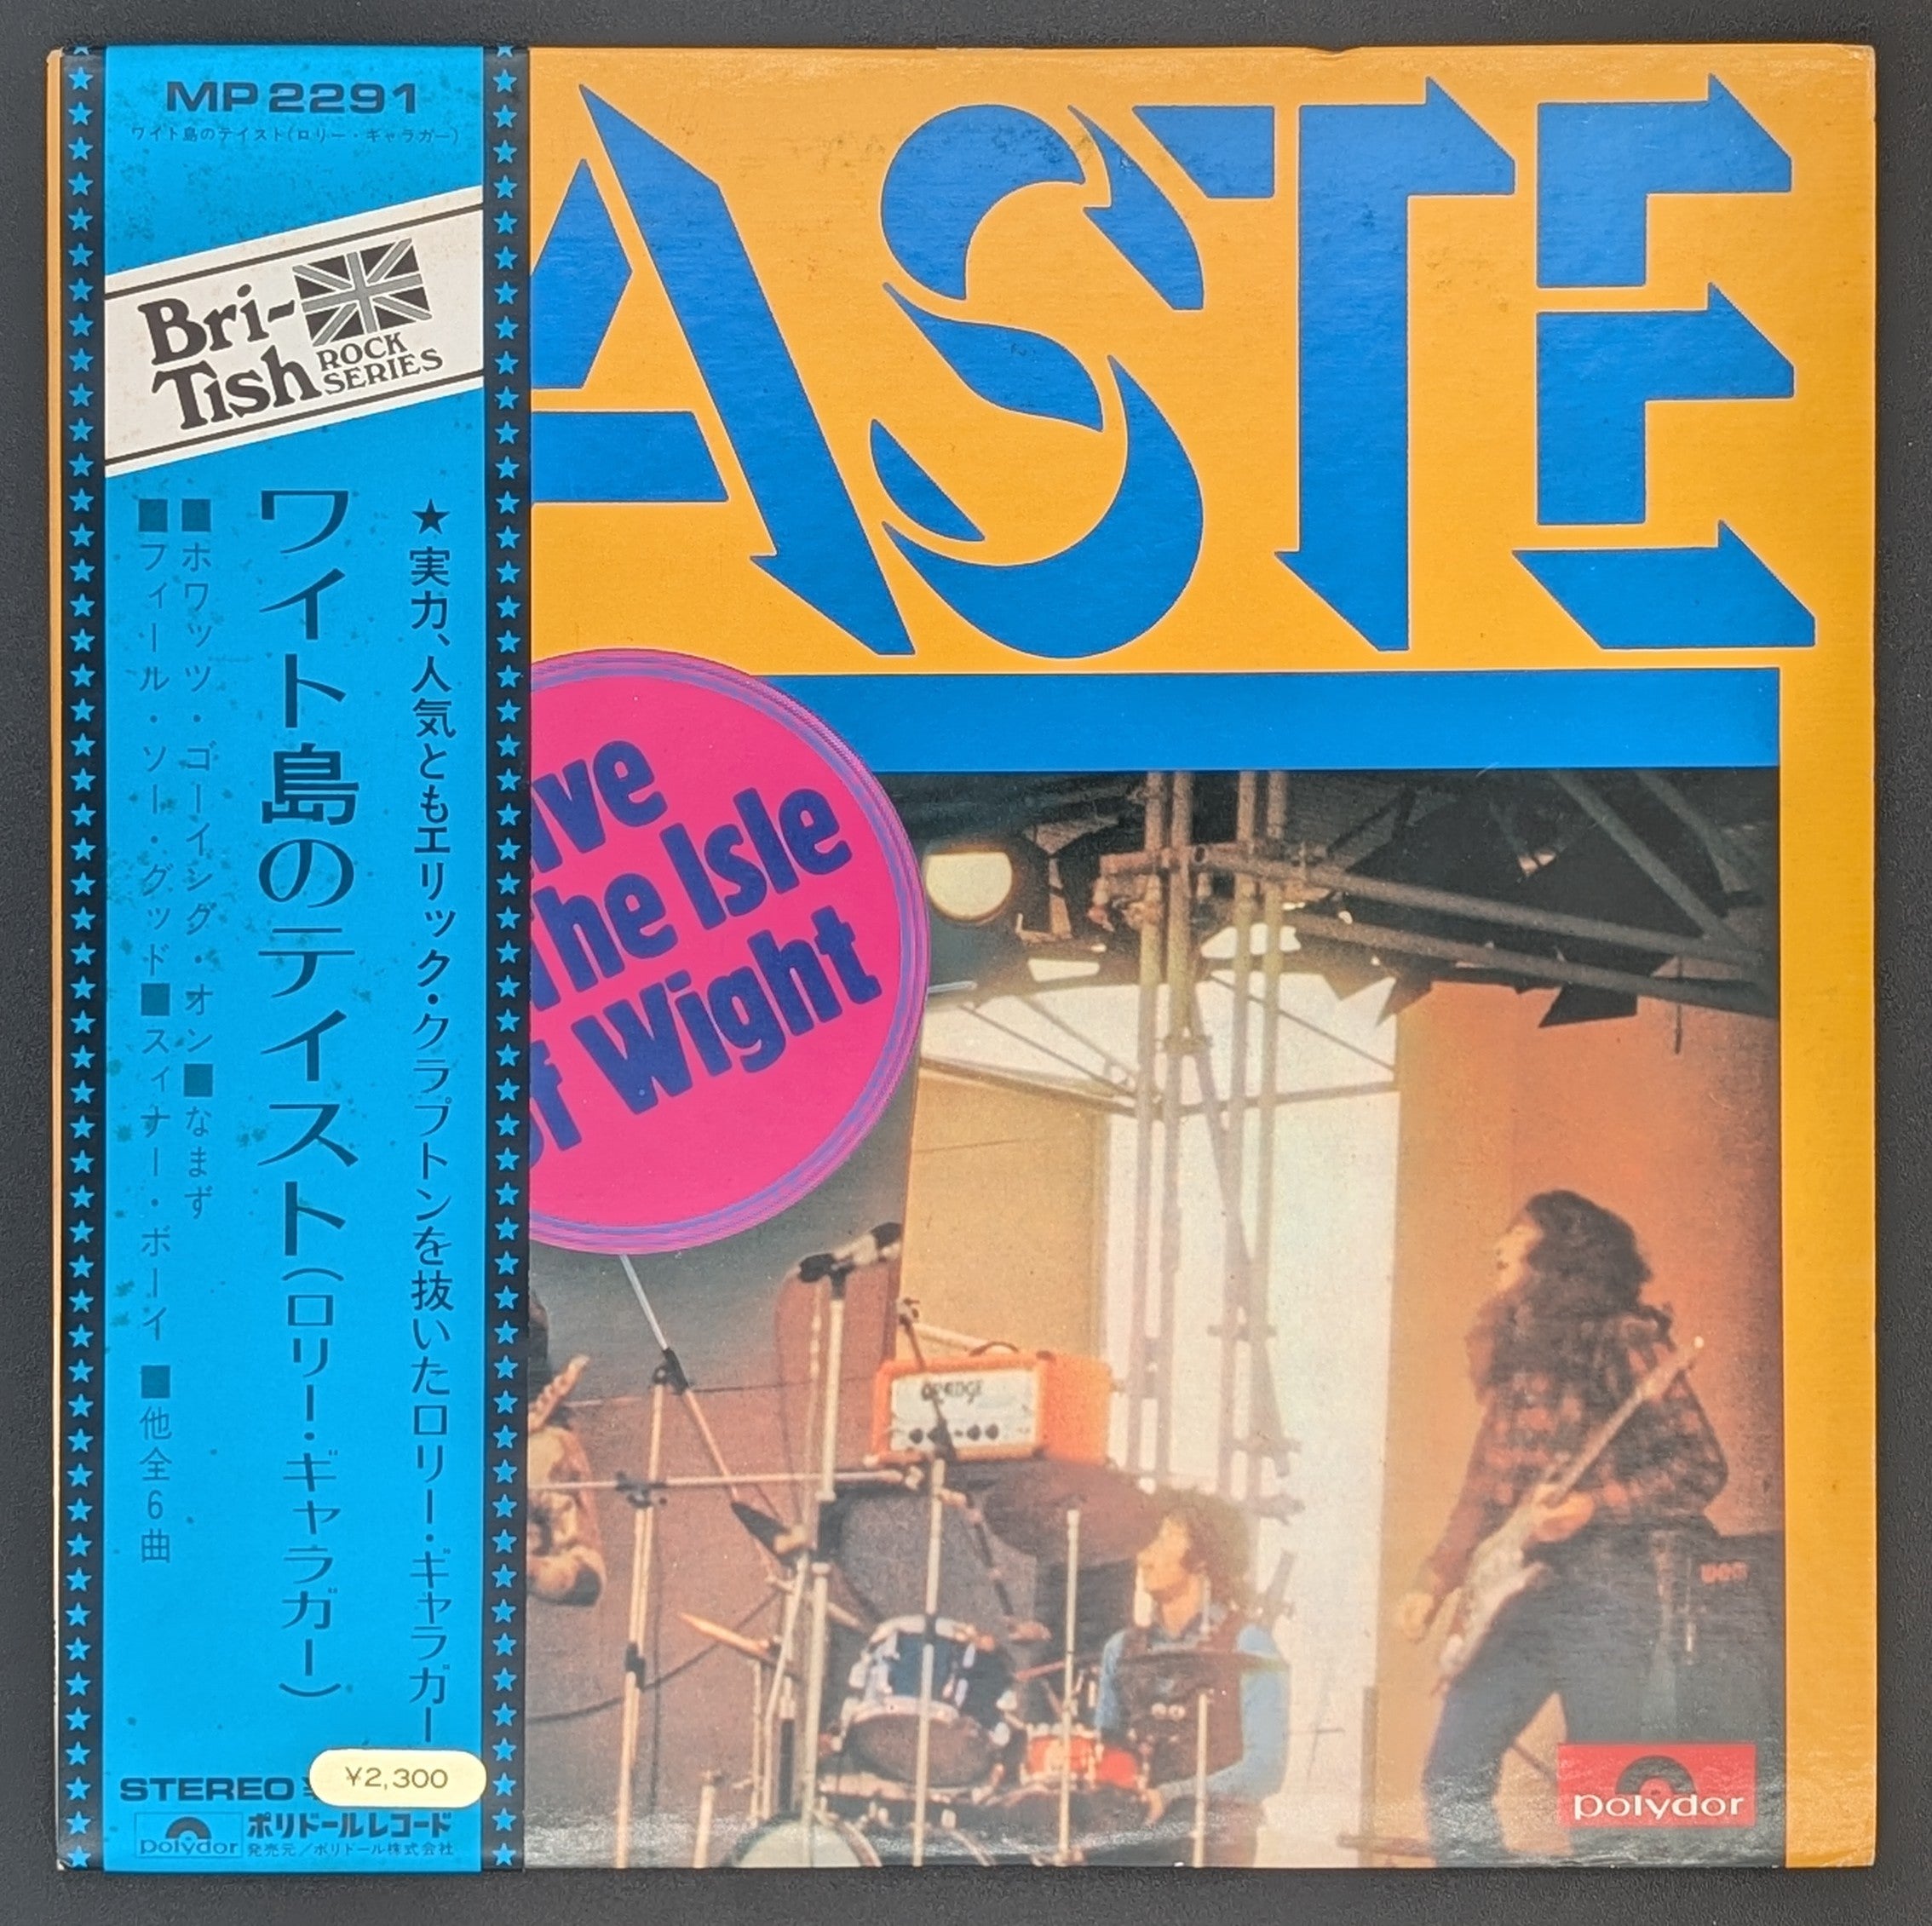 MP 2291
ワイト島のテイスト(ロリー・ギャラガー)
Bri-
Tish
ROCK
SERIES
★実力、人気ともエリック・クラプトンを抜いたロリー・ギャラガー
ワイト島のテイスト(ロリー・ギャラガー)
■ホワッツ・ゴーイング・オン■なまず
■フィール・ソー・グッド■スィナー・ボーイ■他全6曲
STEREO ¥2,300
polydor
ポリドールレコード
発売元/ポリドール株式会社
ASTE
ive
The Isle
of Wight
ORANGE
polydor